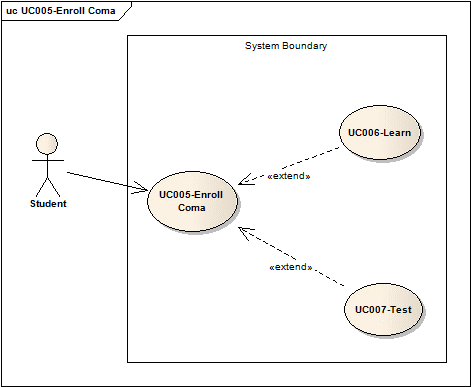 uc UC005-Enroll Coma
System Boundary
UC006-Learn
«extend»
Student
UC005-Enroll
Coma
«extend»
UC007-Test